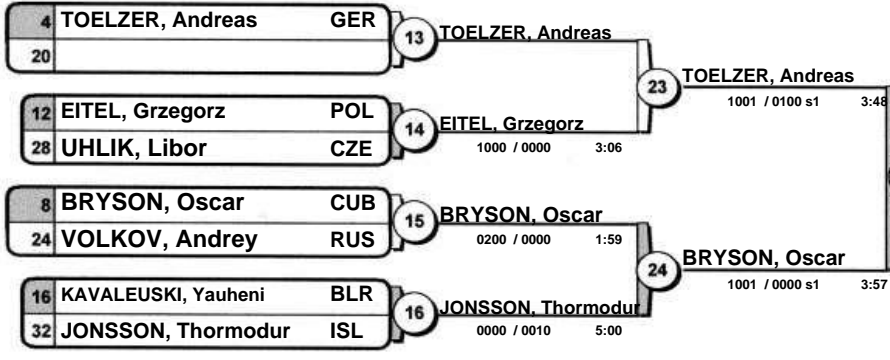 4 TOELZER, Andreas GER
20
13 TOELZER, Andreas
12 EITEL, Grzegorz POL
28 UHLIK, Libor CZE
14 EITEL, Grzegorz
1000 / 0000 3:06
23 TOELZER, Andreas
1001 / 0100 s1 3:48
8 BRYSON, Oscar CUB
24 VOLKOV, Andrey RUS
15 BRYSON, Oscar
0200 / 0000 1:59
16 KAVALEUSKI, Yauheni BLR
32 JONSSON, Thormodur ISL
16 JONSSON, Thormodur
0000 / 0010 5:00
24 BRYSON, Oscar
1001 / 0000 s1 3:57